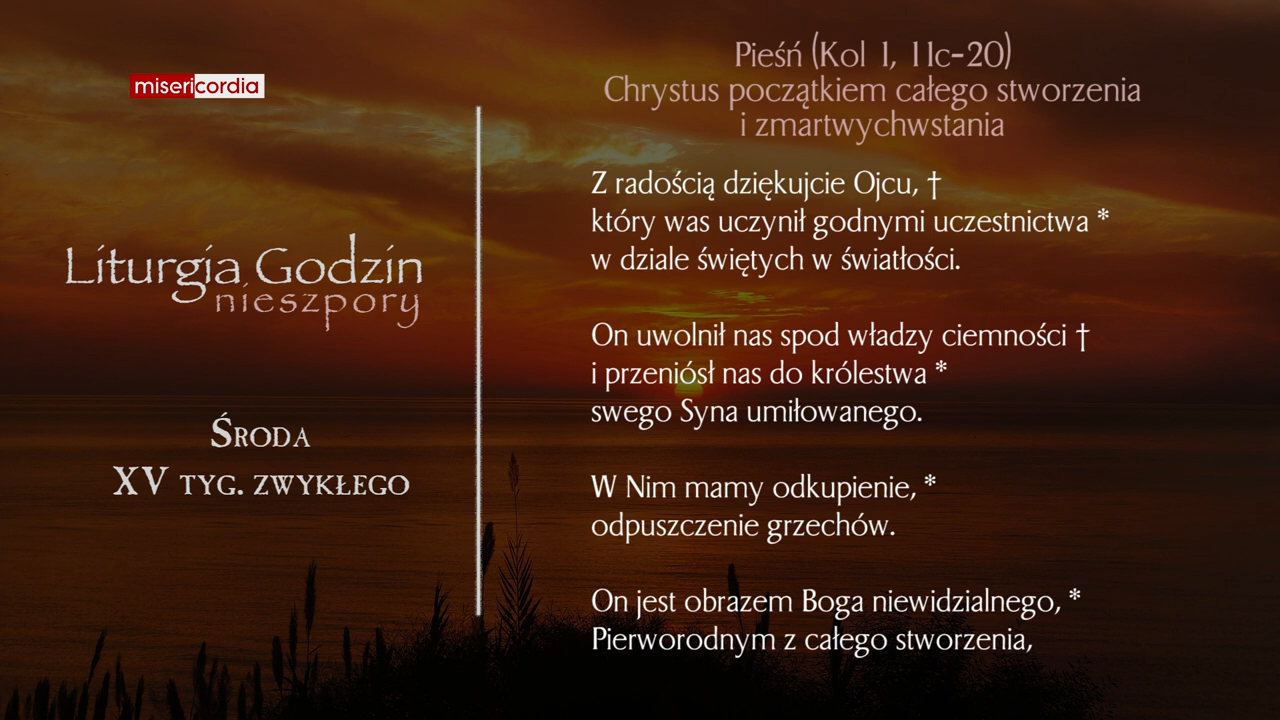 misericordia
Liturgia Godzin
nieszpory
Środa
XV tyg. zwykłego
Pieśń (Kol 1, 11c-20)
Chrystus początkiem całego stworzenia
i zmartwychwstania
Z radością dziękujcie Ojcu, †
który was uczynił godnymi uczestnictwa *
w dziale świętych w światłości.
On uwolnił nas spod władzy ciemności †
i przeniósł nas do królestwa *
swego Syna umiłowanego.
W Nim mamy odkupienie, *
odpuszczenie grzechów.
On jest obrazem Boga niewidzialnego, *
Pierworodnym z całego stworzenia,